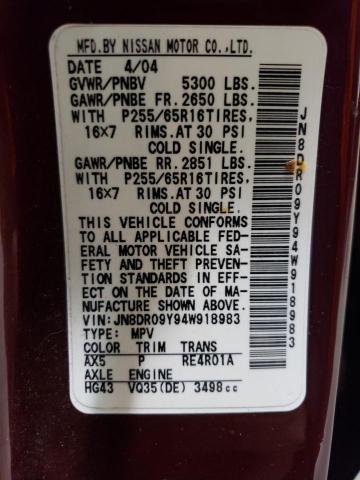 MFD.BY NISSAN MOTOR CO.,LTD.
DATE 4/04
GVWR/PNBV 5300 LBS.
GAWR/PNBE FR.2650 LBS.
WITH P255/65R16TIRES,
16×7 RIMS.AT 30 PSI
COLD SINGLE.
GAWR/PNBE RR.2851 LBS.
WITH P255/65R16TIRES,
16×7 RIMS.AT 30 PSI
COLD SINGLE.
THIS VEHICLE CONFORMS
TO ALL APPLICABLE FED-
ERAL MOTOR VEHICLE SA-
FETY AND THEFT PREVEN-
TION STANDARDS IN EFF-
ECT ON THE DATE OF MA-
NUFACTURE SHOWN ABOVE.
VIN:JN8DR09Y94W918983
TYPE: MPV
COLOR TRIM TRANS
AX5 P RE4R01A
AXLE ENGINE
HG43 VQ35(DE) 3498cc
JN8DR09Y94W918983